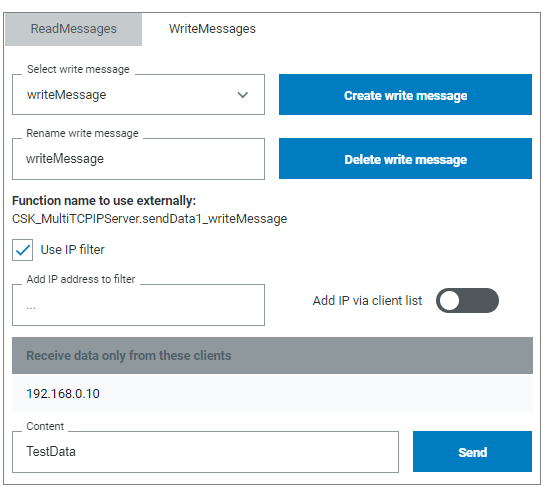 ReadMessages
WriteMessages
Select write message
writeMessage
Create write message
Rename write message
writeMessage
Delete write message
Function name to use externally:
CSK_MultiTCPIPServer.sendData1_writeMessage
Use IP filter
Add IP address to filter
...
Add IP via client list
Receive data only from these clients
192.168.0.10
Content
TestData
Send